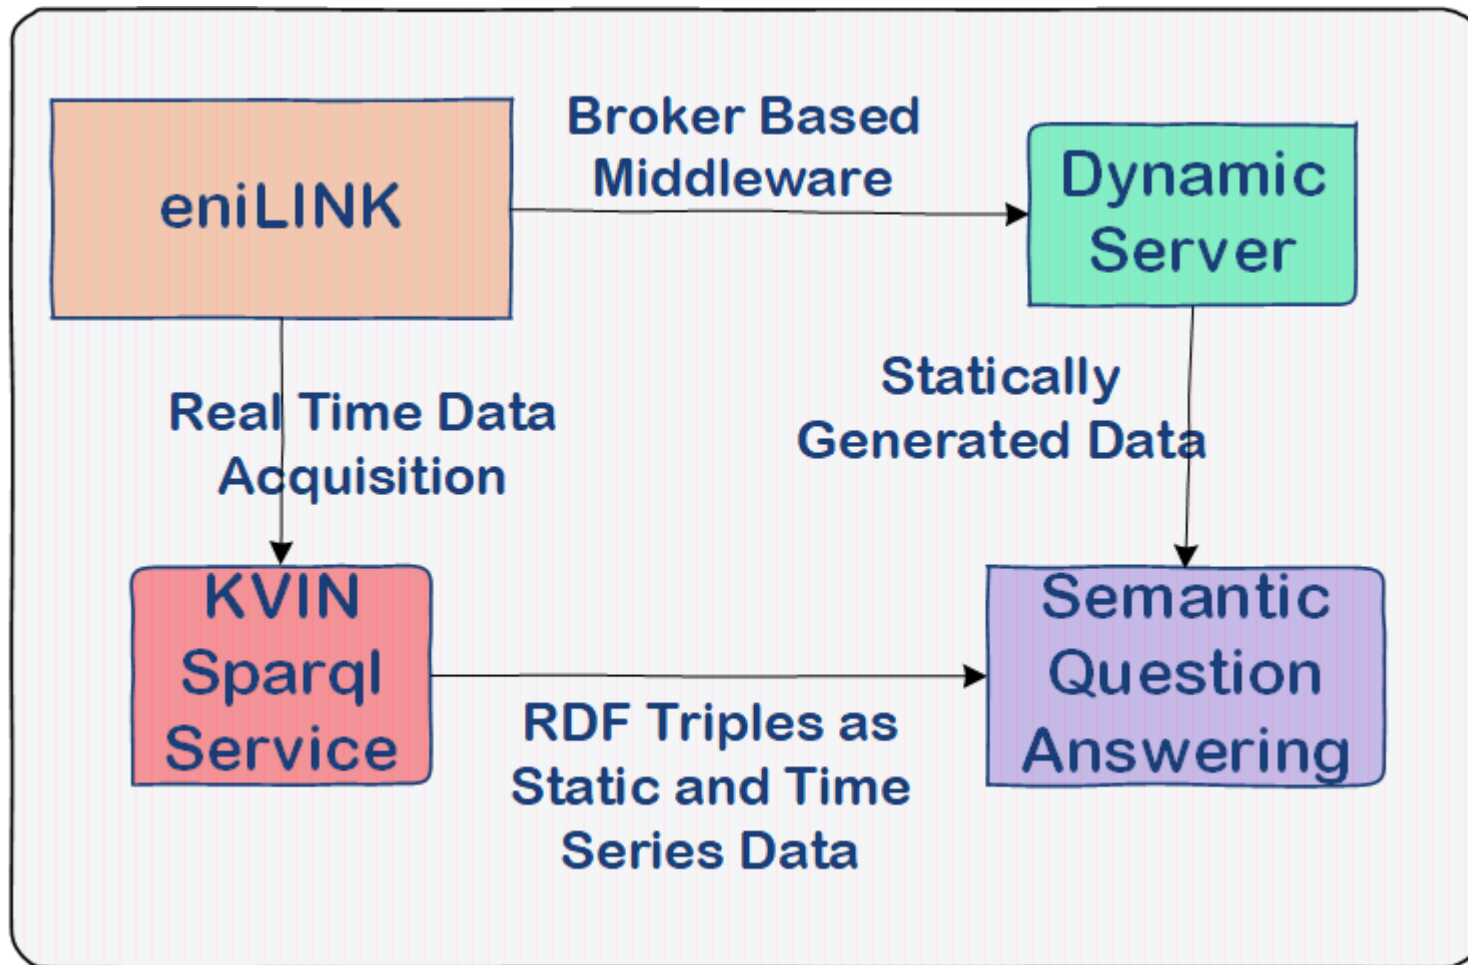 eniLINK
Broker Based
Middleware
Dynamic
Server
Real Time Data
Acquisition
Statically
Generated Data
KVIN
Sparql
Service
RDF Triples as
Static and Time
Series Data
Semantic
Question
Answering